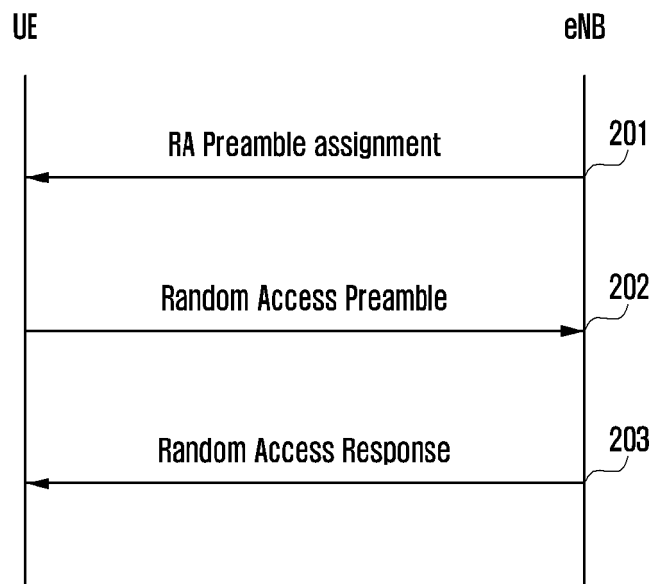 UE eNB
RA Preamble assignment 201
Random Access Preamble 202
Random Access Response 203